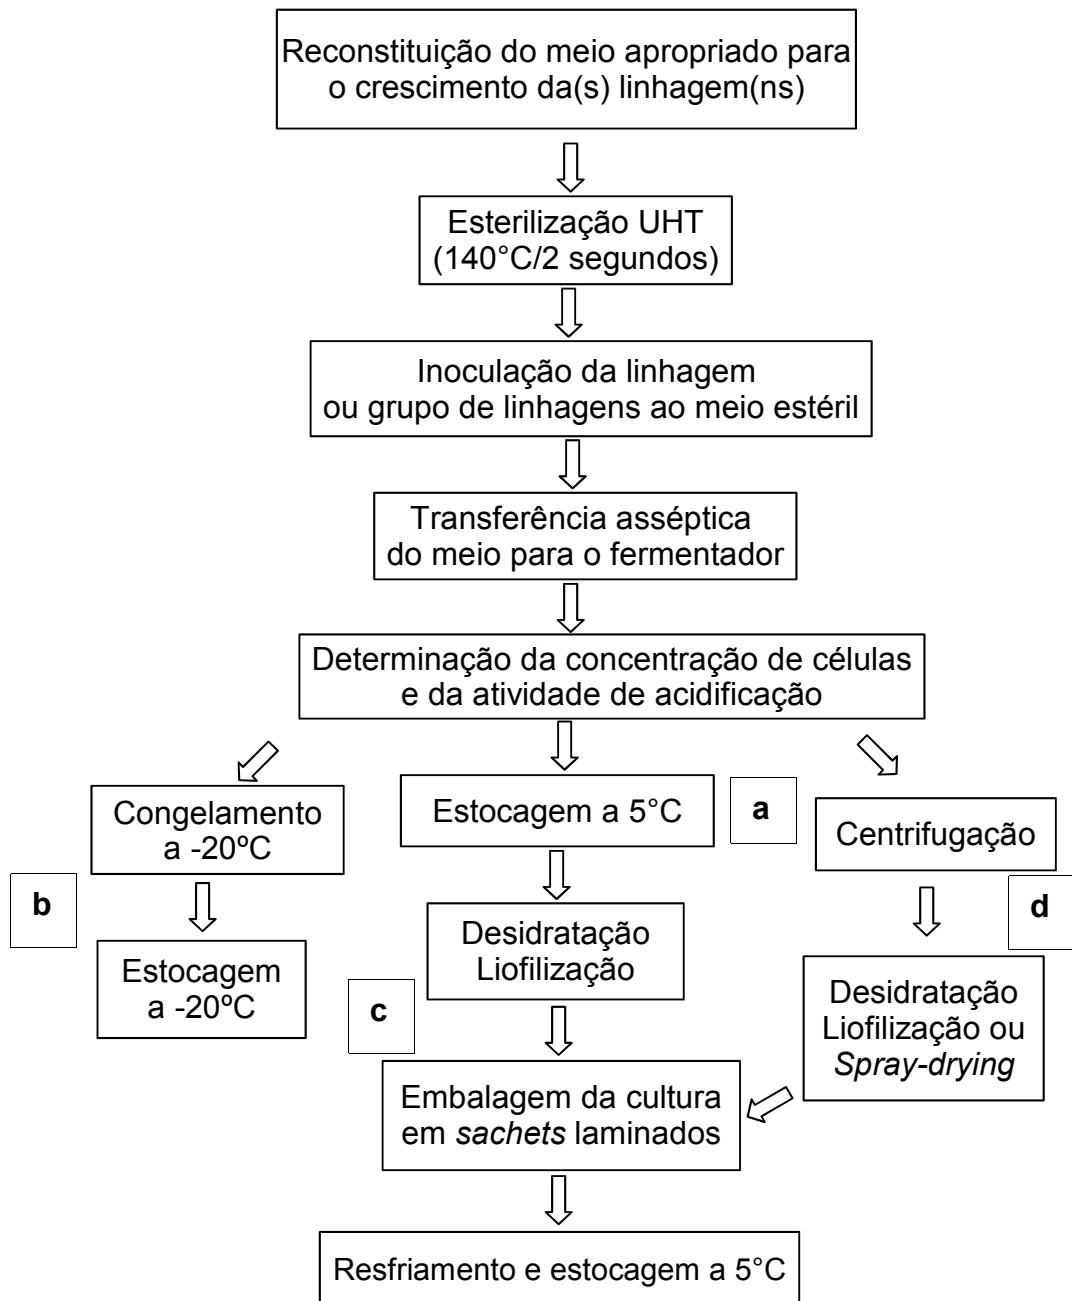 Reconstituição do meio apropriado para
o crescimento da(s) linhagem(ns)
Esterilização UHT
(140°C/2 segundos)
Inoculação da linhagem
ou grupo de linhagens ao meio estéril
Transferência asséptica
do meio para o fermentador
Determinação da concentração de células
e da atividade de acidificação
Congelamento
a -20ºC
Estocagem a 5°C
a
Centrifugação
b
Estocagem
a -20ºC
Desidratação
Liofilização
c
d
Desidratação
Liofilização ou
Spray-drying
Embalagem da cultura
em sachets laminados
Resfriamento e estocagem a 5°C